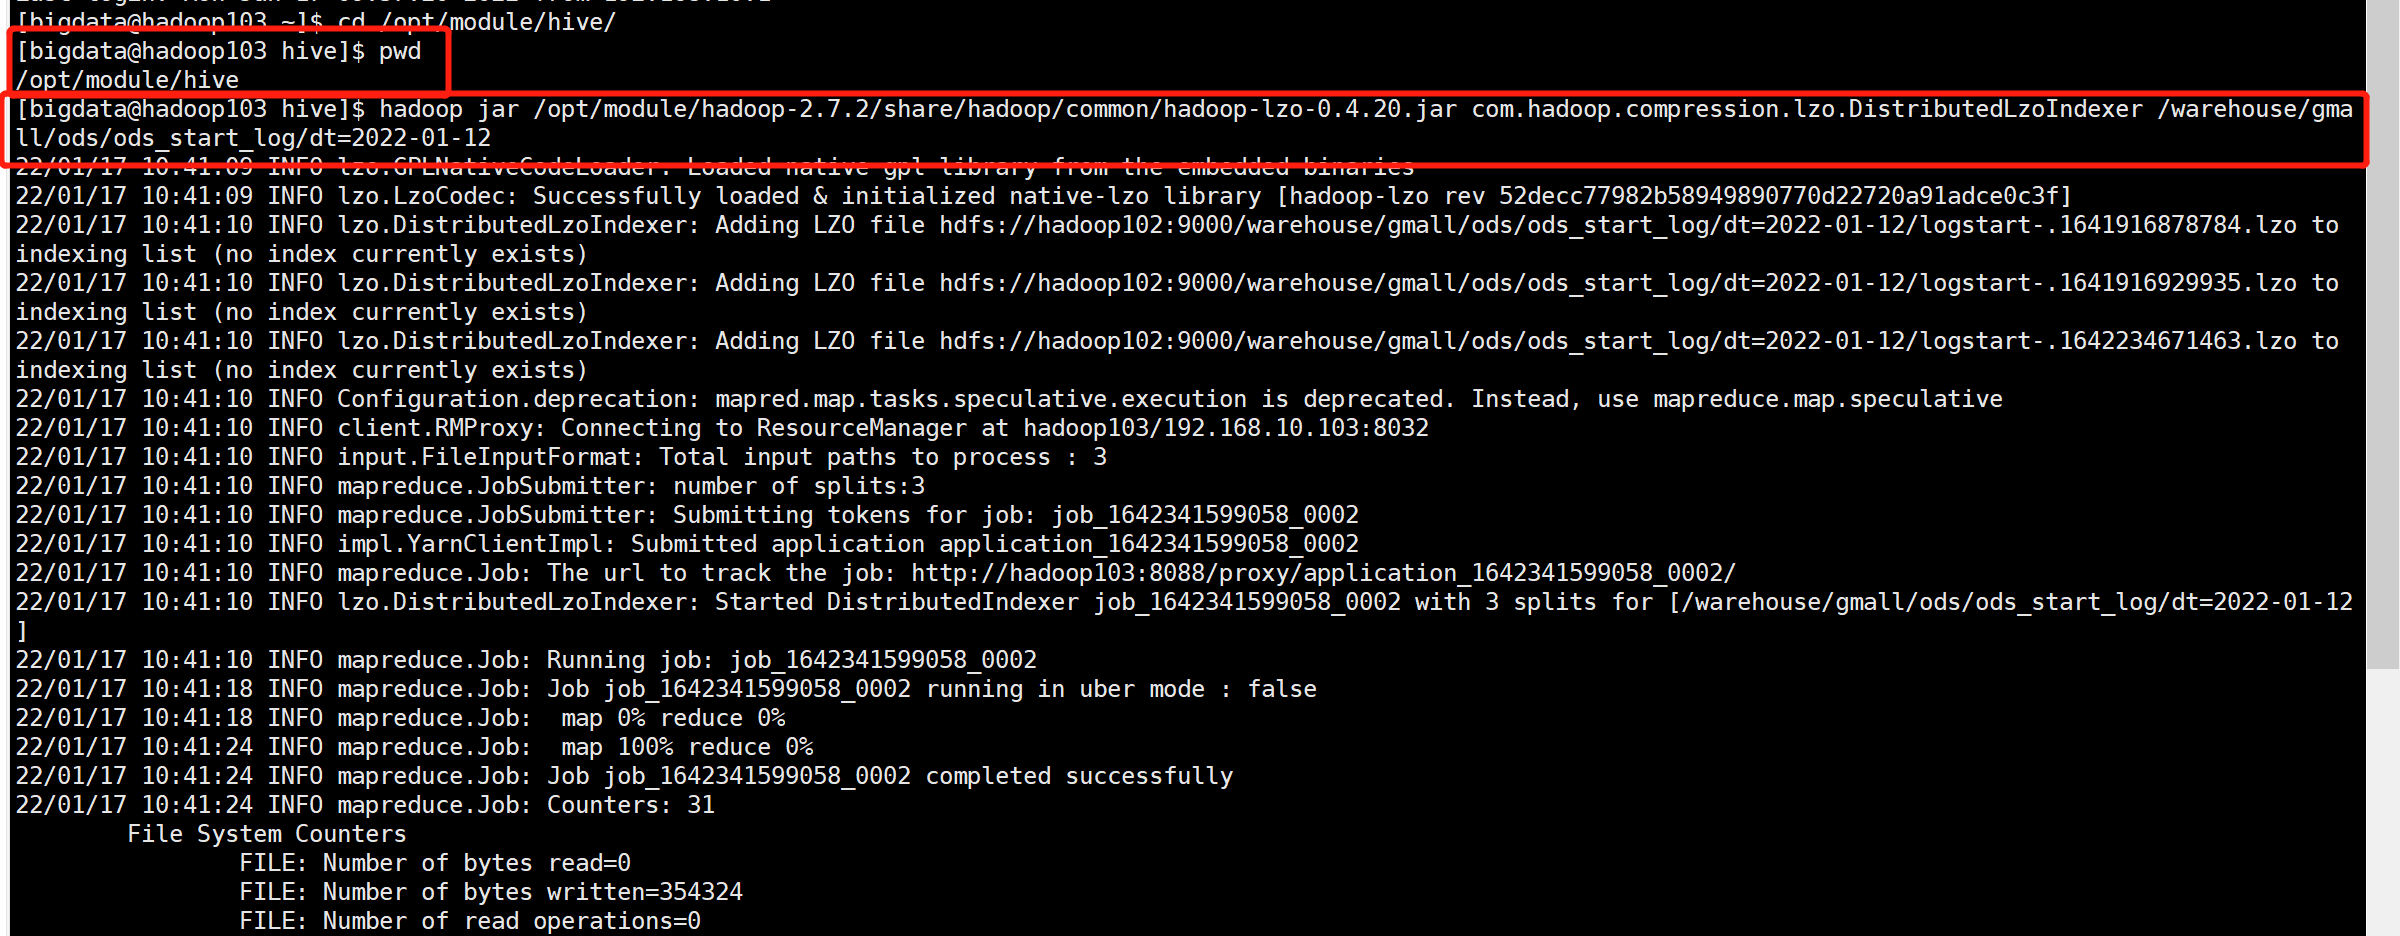 [bigdata@hadoop103 ~]$ cd /opt/module/hive/
[bigdata@hadoop103 hive]$ pwd
/opt/module/hive
[bigdata@hadoop103 hive]$ hadoop jar /opt/module/hadoop-2.7.2/share/hadoop/common/hadoop-lzo-0.4.20.jar com.hadoop.compression.lzo.DistributedLzoIndexer /warehouse/gma
ll/ods/ods_start_log/dt=2022-01-12
22/01/17 10:41:09 INFO lzo.GPLNativeCodeLoader: Loaded native gpl library from the embedded binaries
22/01/17 10:41:09 INFO lzo.LzoCodec: Successfully loaded & initialized native-lzo library [hadoop-lzo rev 52decc77982b58949890770d22720a91adce0c3f]
22/01/17 10:41:10 INFO lzo.DistributedLzoIndexer: Adding LZO file hdfs://hadoop102:9000/warehouse/gmall/ods/ods_start_log/dt=2022-01-12/logstart-.1641916878784.lzo to
indexing list (no index currently exists)
22/01/17 10:41:10 INFO lzo.DistributedLzoIndexer: Adding LZO file hdfs://hadoop102:9000/warehouse/gmall/ods/ods_start_log/dt=2022-01-12/logstart-.1641916929935.lzo to
indexing list (no index currently exists)
22/01/17 10:41:10 INFO lzo.DistributedLzoIndexer: Adding LZO file hdfs://hadoop102:9000/warehouse/gmall/ods/ods_start_log/dt=2022-01-12/logstart-.1642234671463.lzo to
indexing list (no index currently exists)
22/01/17 10:41:10 INFO Configuration.deprecation: mapred.map.tasks.speculative.execution is deprecated. Instead, use mapreduce.map.speculative
22/01/17 10:41:10 INFO client.RMProxy: Connecting to ResourceManager at hadoop103/192.168.10.103:8032
22/01/17 10:41:10 INFO input.FileInputFormat: Total input paths to process : 3
22/01/17 10:41:10 INFO mapreduce.JobSubmitter: number of splits:3
22/01/17 10:41:10 INFO mapreduce.JobSubmitter: Submitting tokens for job: job_1642341599058_0002
22/01/17 10:41:10 INFO impl.YarnClientImpl: Submitted application application_1642341599058_0002
22/01/17 10:41:10 INFO mapreduce.Job: The url to track the job: http://hadoop103:8088/proxy/application_1642341599058_0002/
22/01/17 10:41:10 INFO lzo.DistributedLzoIndexer: Started DistributedIndexer job_1642341599058_0002 with 3 splits for [/warehouse/gmall/ods/ods_start_log/dt=2022-01-12
]
22/01/17 10:41:10 INFO mapreduce.Job: Running job: job_1642341599058_0002
22/01/17 10:41:18 INFO mapreduce.Job: Job job_1642341599058_0002 running in uber mode : false
22/01/17 10:41:18 INFO mapreduce.Job:  map 0% reduce 0%
22/01/17 10:41:24 INFO mapreduce.Job:  map 100% reduce 0%
22/01/17 10:41:24 INFO mapreduce.Job: Job job_1642341599058_0002 completed successfully
22/01/17 10:41:24 INFO mapreduce.Job: Counters: 31
File System Counters
FILE: Number of bytes read=0
FILE: Number of bytes written=354324
FILE: Number of read operations=0